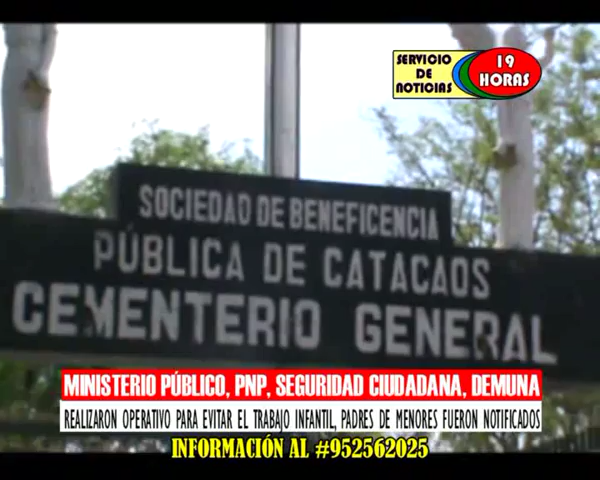 SERVICIO
DE
NOTICIAS
19
HORAS
SOCIEDAD DE BENEFICENCIA
PÚBLICA DE CATACAOS
CEMENTERIO GENERAL
MINISTERIO PÚBLICO, PNP, SEGURIDAD CIUDADANA, DEMUNA
REALIZARON OPERATIVO PARA EVITAR EL TRABAJO INFANTIL, PADRES DE MENORES FUERON NOTIFICADOS
INFORMACIÓN AL #952562025